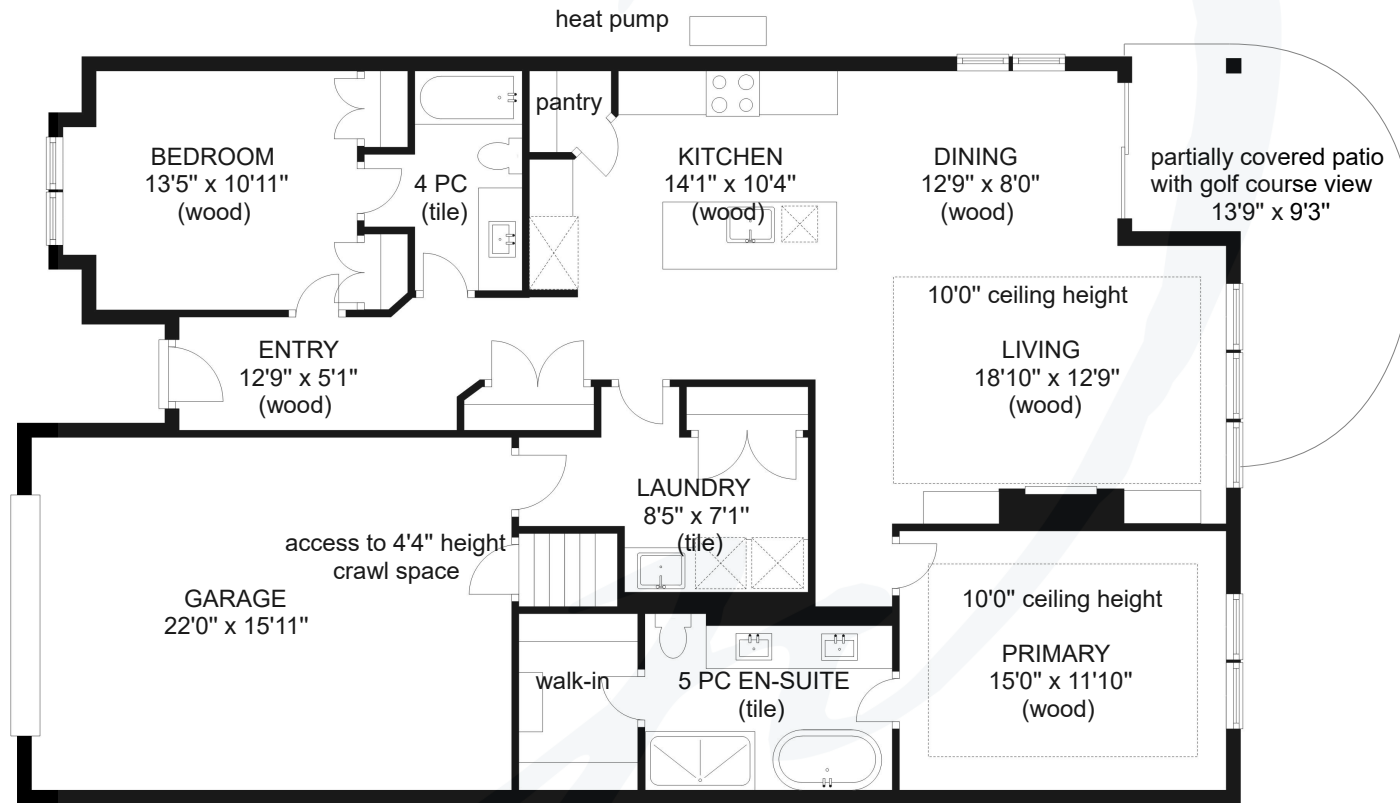 heat pump
pantry
BEDROOM
13'5" x 10'11"
(wood)
4 PC
(tile)
KITCHEN
14'1" x 10'4"
(wood)
DINING
12'9" x 8'0"
(wood)
partially covered patio
with golf course view
13'9" x 9'3"
10'0" ceiling height
LIVING
18'10" x 12'9"
(wood)
ENTRY
12'9" x 5'1"
(wood)
LAUNDRY
8'5" x 7'1"
(tile)
access to 4'4" height
crawl space
GARAGE
22'0" x 15'11"
10'0" ceiling height
PRIMARY
15'0" x 11'10"
(wood)
walk-in
5 PC EN-SUITE
(tile)